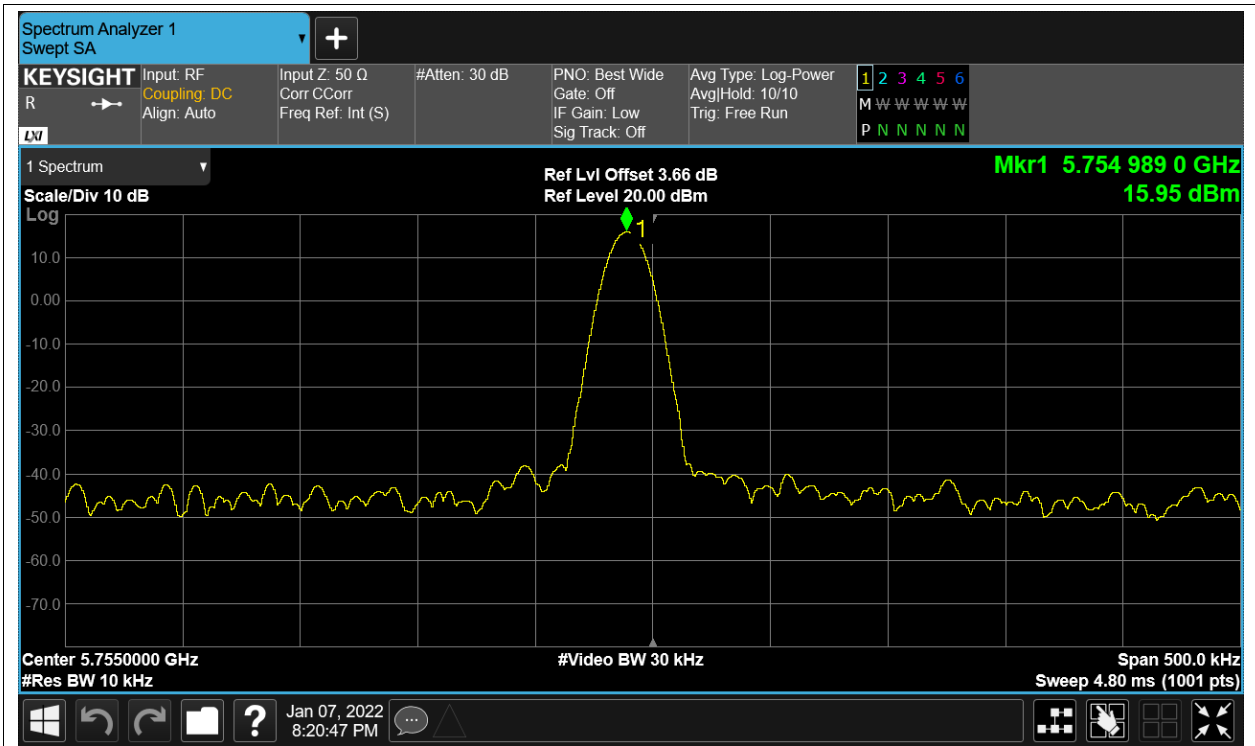 Spectrum Analyzer 1
Swept SA
KEYSIGHT Input: RF Input Z: 50 Ω #Atten: 30 dB PNO: Best Wide Avg Type: Log-Power 1 2 3 4 5 6
R Coupling: DC Corr CCorr Gate: Off Avg|Hold: 10/10 M W W W W W
Align: Auto Freq Ref: Int (S) IF Gain: Low Trig: Free Run
LXI Sig Track: Off P N N N N N
1 Spectrum
Ref Lvl Offset 3.66 dB Mkr1 5.754 989 0 GHz
Scale/Div 10 dB Ref Level 20.00 dBm 15.95 dBm
Log
1
10.0
0.00
-10.0
-20.0
-30.0
-40.0
-50.0
-60.0
-70.0
Center 5.7550000 GHz #Video BW 30 kHz Span 500.0 kHz
#Res BW 10 kHz Sweep 4.80 ms (1001 pts)
? Jan 07, 2022
8:20:47 PM